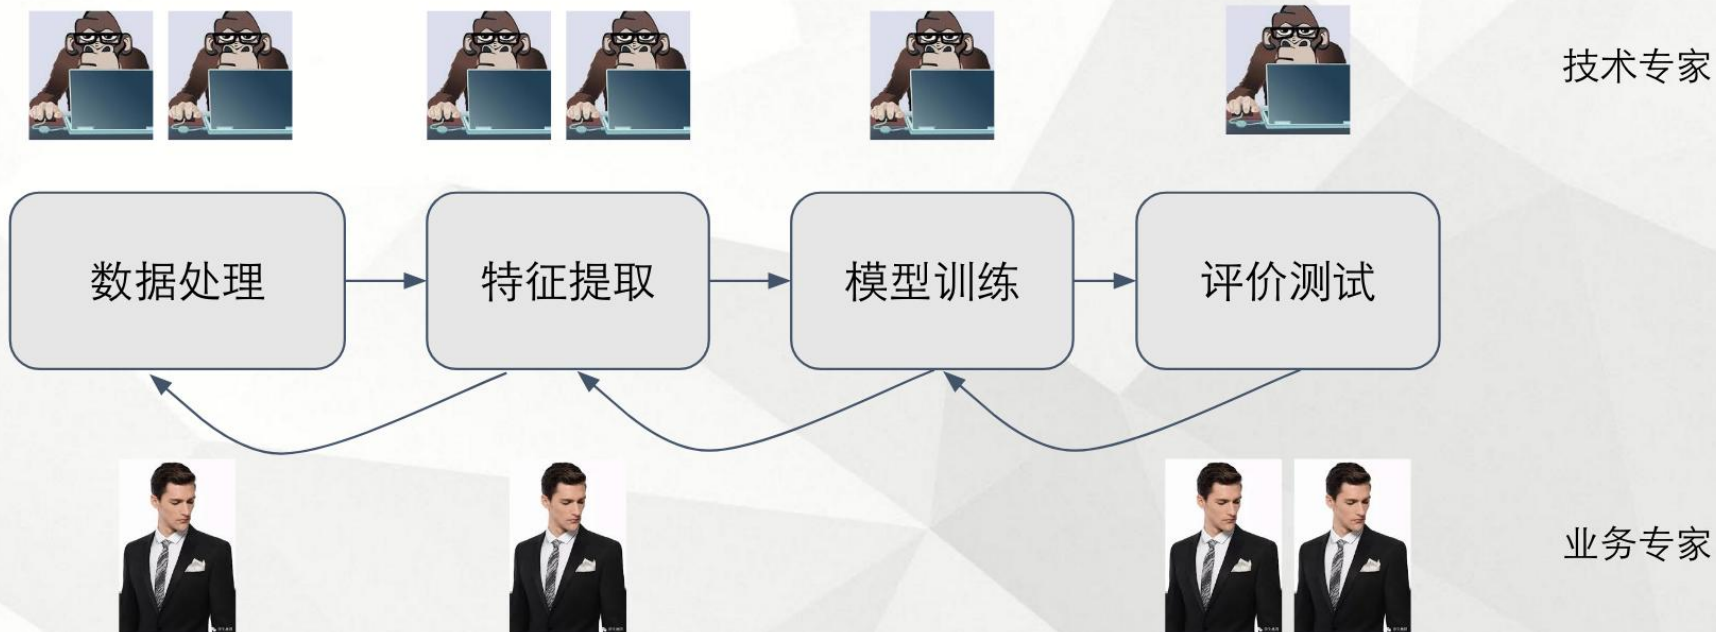 技术专家
数据处理
特征提取
模型训练
评价测试
业务专家